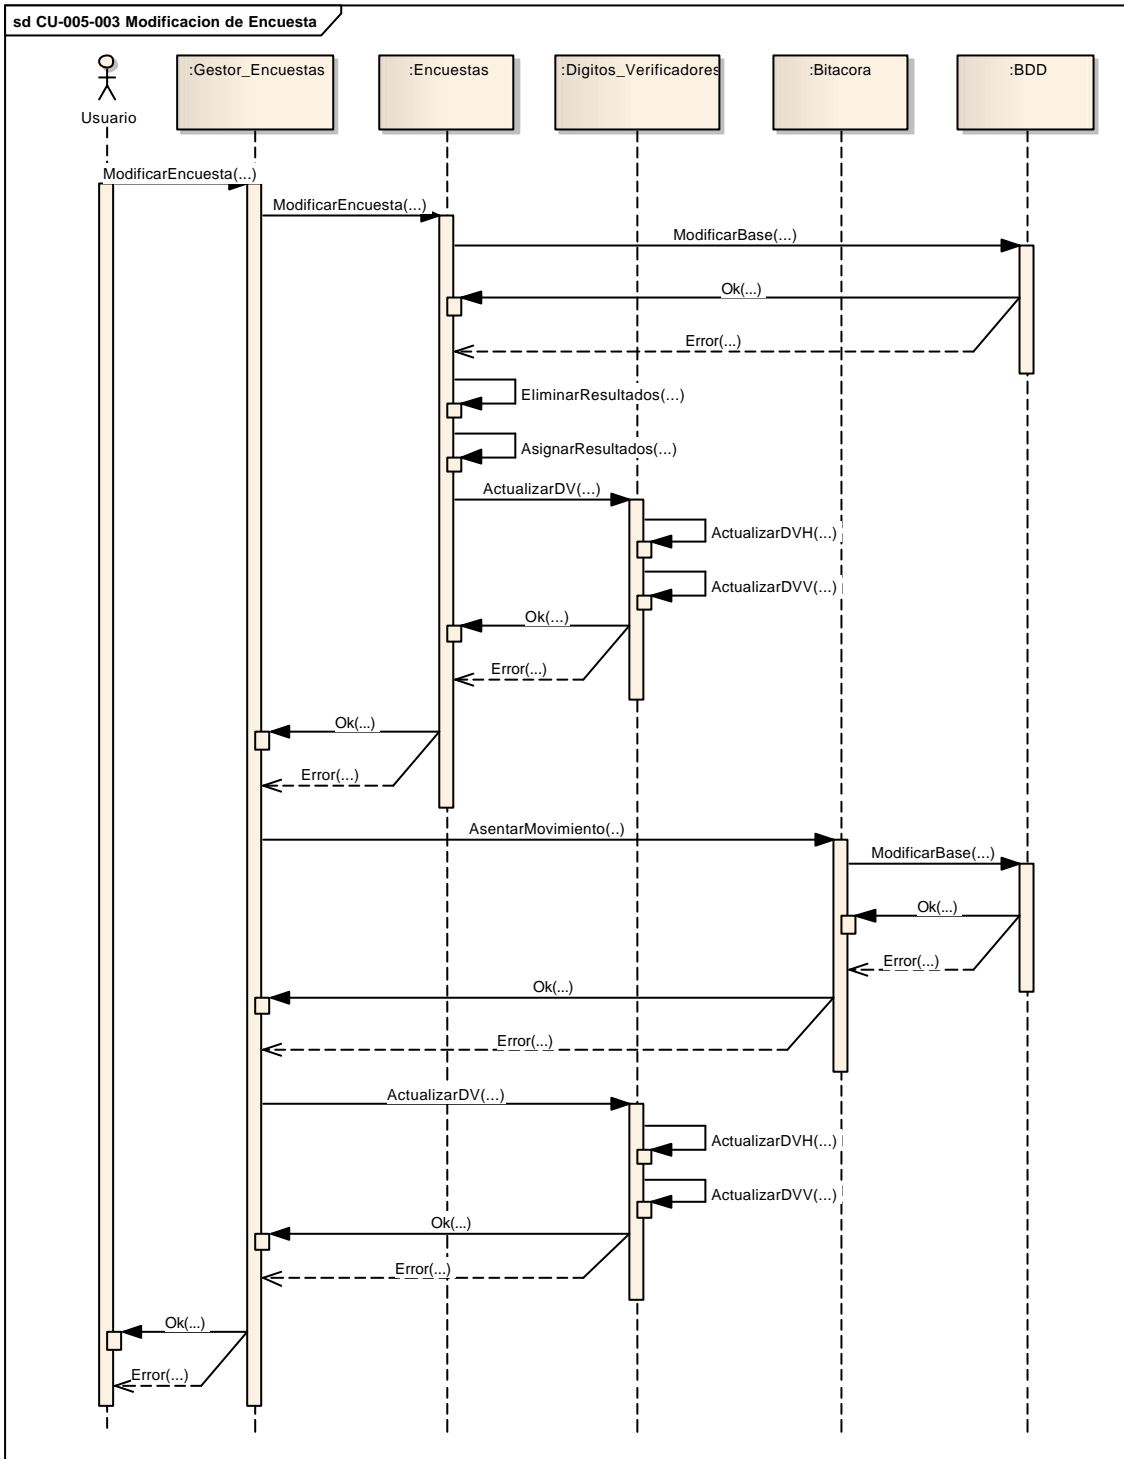 sd CU-005-003 Modificacion de Encuesta
Usuario
:Gestor_Encuestas
:Encuestas
:Digitos_Verificadores
:Bitacora
:BDD
ModificarEncuesta(...)
ModificarEncuesta(...)
ModificarBase(...)
Ok(...)
Error(...)
EliminarResultados(...)
AsignarResultados(...)
ActualizarDV(...)
ActualizarDVH(...)
ActualizarDVV(...)
Ok(...)
Error(...)
Ok(...)
Error(...)
AsentarMovimiento(..)
ModificarBase(...)
Ok(...)
Error(...)
Ok(...)
Error(...)
ActualizarDV(...)
ActualizarDVH(...)
ActualizarDVV(...)
Ok(...)
Error(...)
Ok(...)
Error(...)